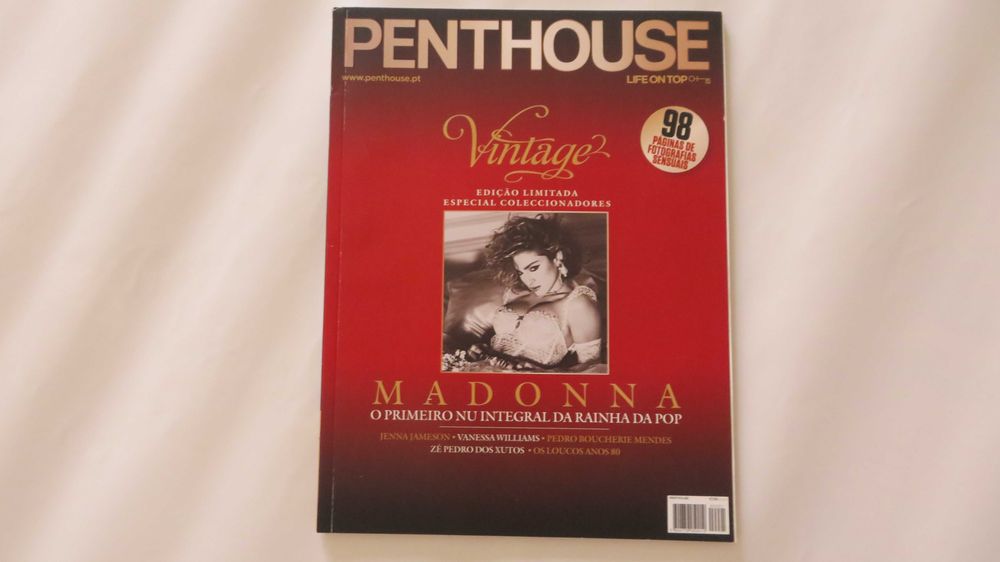 PENTHOUSE
www.penthouse.pt
LIFE ON TOP
98
PÁGINAS DE
FOTOGRAFIAS
SENSUAIS
Vintage
EDIÇÃO LIMITADA
ESPECIAL COLECCIONADORES
MADONNA
O PRIMEIRO NU INTEGRAL DA RAINHA DA POP
JENNA JAMESON • VANESSA WILLIAMS • PEDRO BOUCHERIE MENDES
ZÉ PEDRO DOS XUTOS • OS LOUCOS ANOS 80